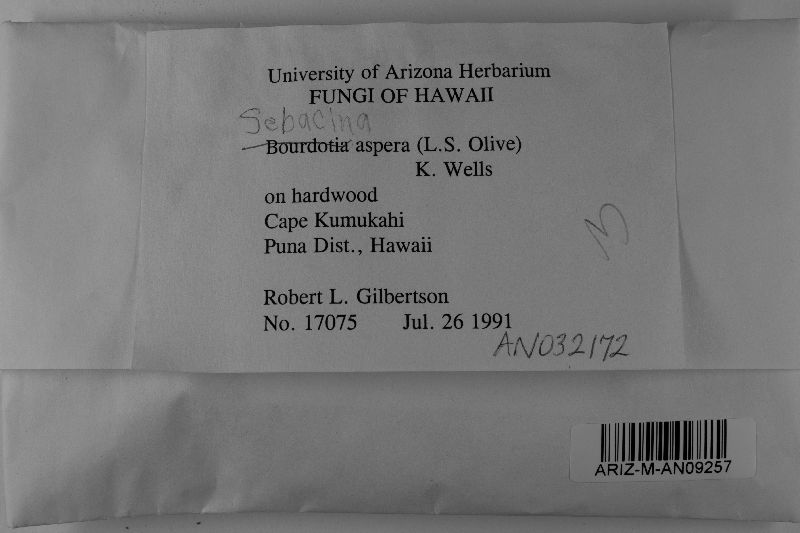 University of Arizona Herbarium
FUNGI OF HAWAII
Sebacina
Bourdotia aspera (L.S. Olive)
K. Wells
on hardwood
Cape Kumukahi
Puna Dist., Hawaii
Robert L. Gilbertson
No. 17075 Jul. 26 1991
AN032172
ARIZ-M-AN09257